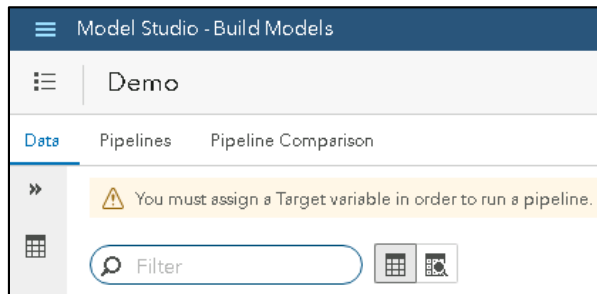 Model Studio - Build Models
Demo
Data Pipelines Pipeline Comparison
You must assign a Target variable in order to run a pipeline.
Filter